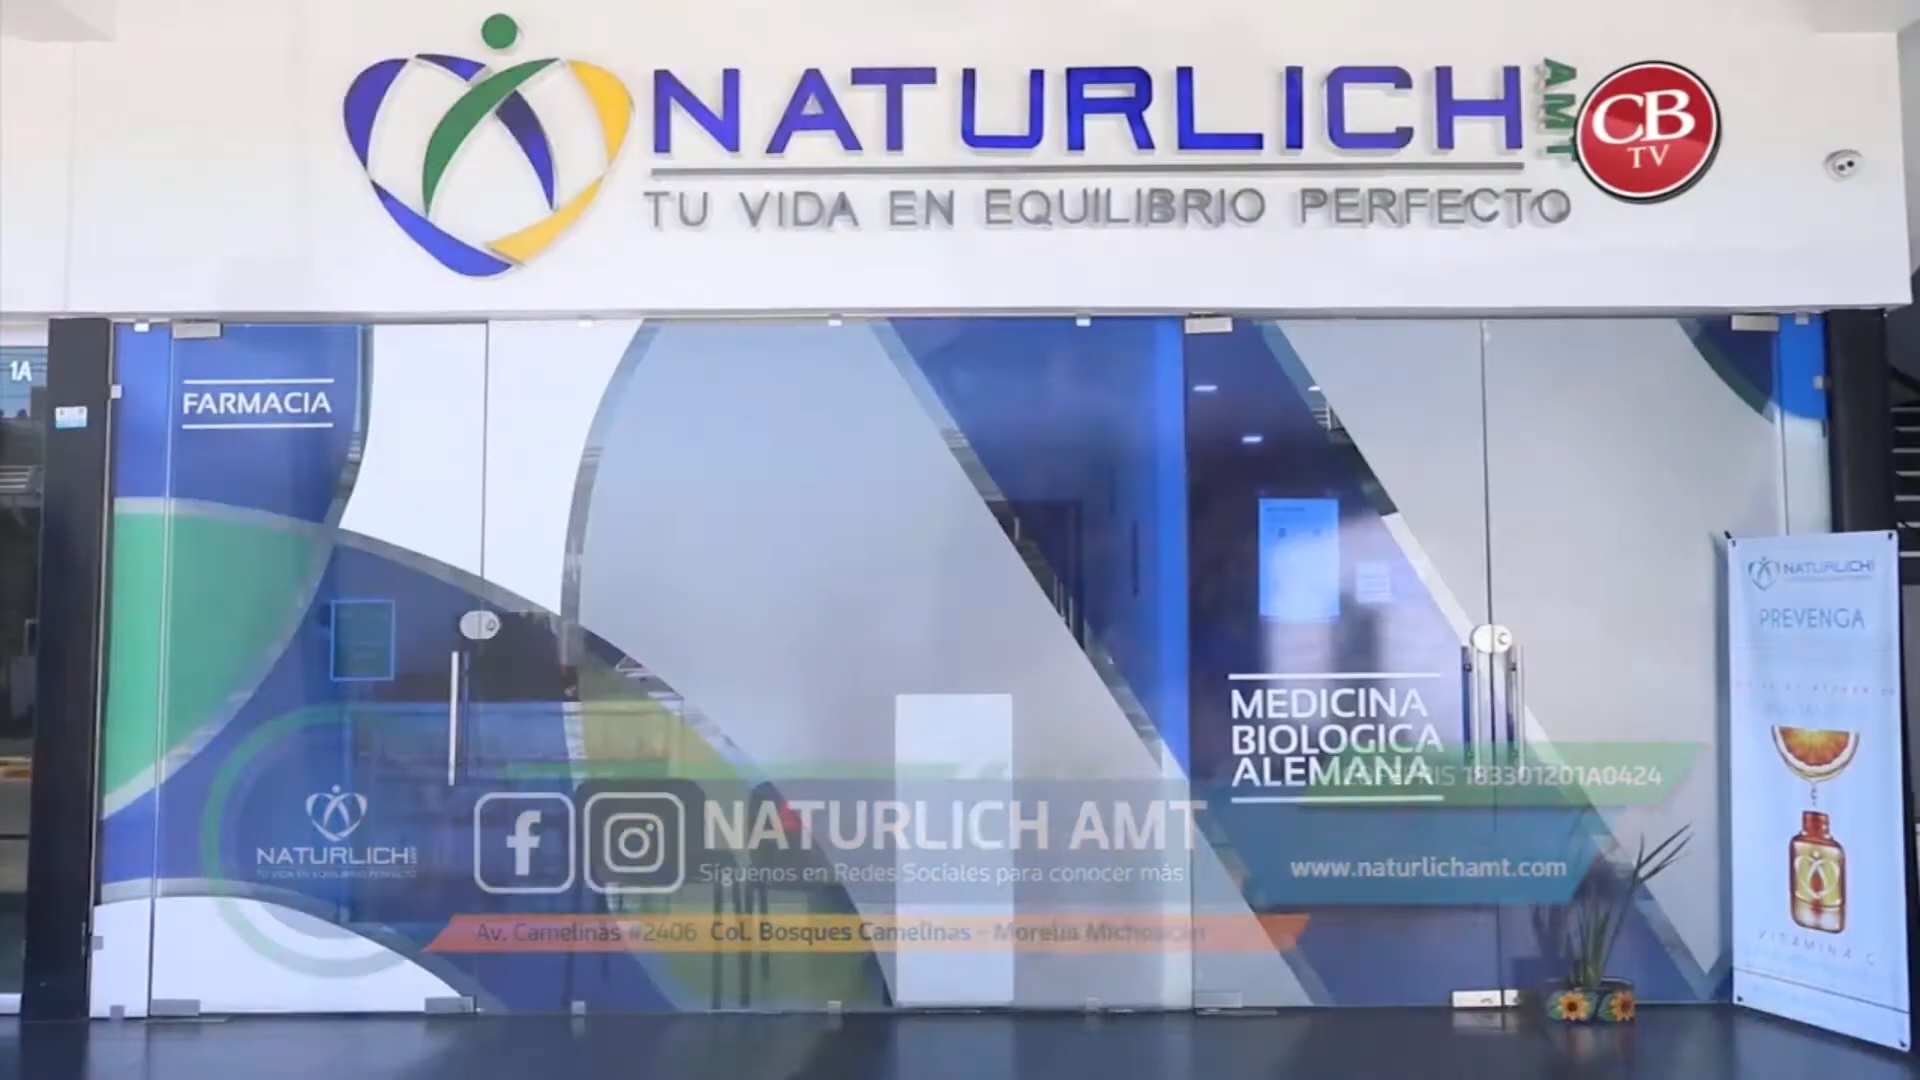 NATURLICH AMT
CB
TV
TU VIDA EN EQUILIBRIO PERFECTO
1A
FARMACIA
NATURLICH
PREVENGA
MEDICINA
BIOLOGICA
ALEMANA
183301201A0424
NATURLICH AMT
TU VIDA EN EQUILIBRIO PERFECTO
NATURLICH AMT
Síguenos en Redes Sociales para conocer más
www.naturlichamt.com
Av. Camelinas #2406 Col. Bosques Camelinas - Morelia Michoacán
VITAMINA C